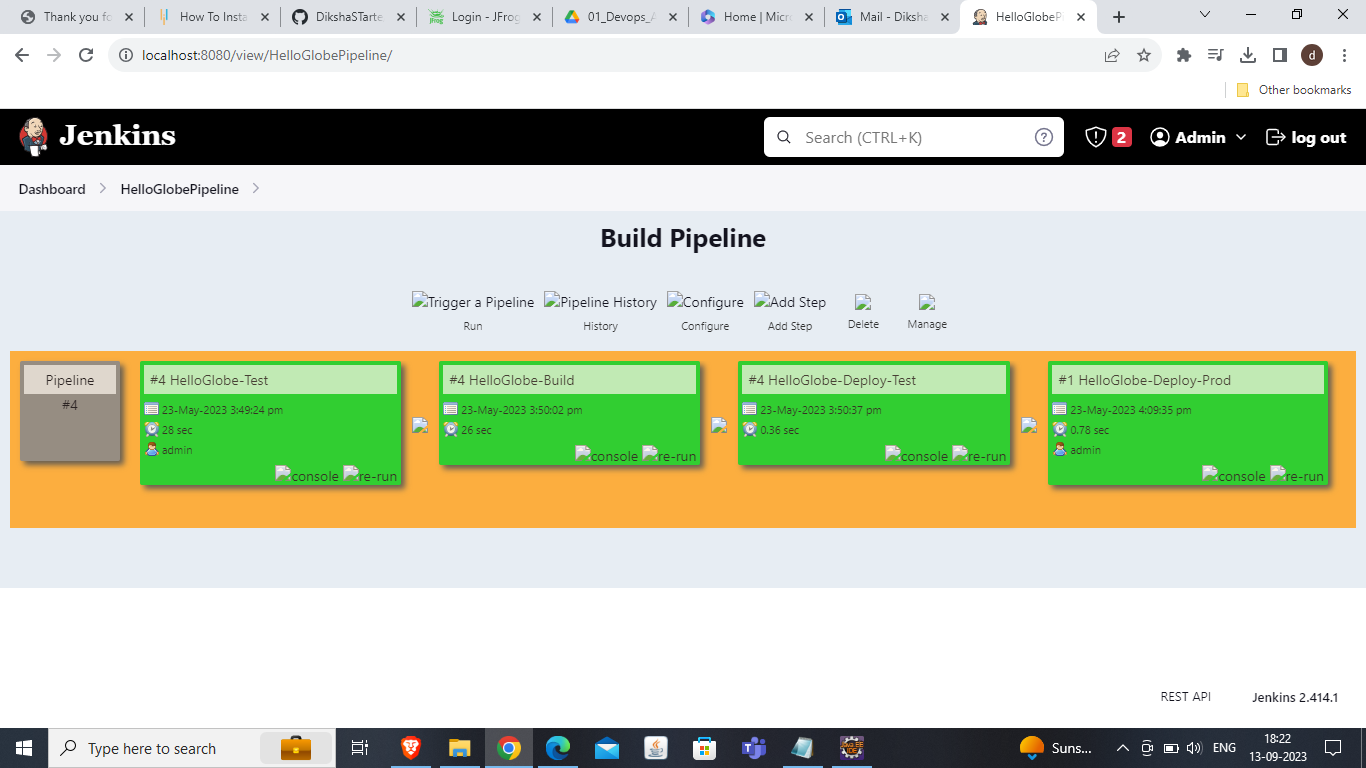 Thank you fo
How To Insta
DikshaSTarte
Login - JFrog
01_Devops_A
Home | Micr
Mail - Diksha
HelloGlobeP
localhost:8080/view/HelloGlobePipeline/
d
Other bookmarks
Jenkins
Search (CTRL+K)
2
Admin
log out
Dashboard
HelloGlobePipeline
Build Pipeline
Trigger a Pipeline
Pipeline History
Configure
Add Step
Run
History
Configure
Add Step
Delete
Manage
Pipeline
#4
#4 HelloGlobe-Test
23-May-2023 3:49:24 pm
28 sec
admin
console
re-run
#4 HelloGlobe-Build
23-May-2023 3:50:02 pm
26 sec
console
re-run
#4 HelloGlobe-Deploy-Test
23-May-2023 3:50:37 pm
0.36 sec
console
re-run
#1 HelloGlobe-Deploy-Prod
23-May-2023 4:09:35 pm
0.78 sec
admin
console
re-run
REST API
Jenkins 2.414.1
Type here to search
Suns...
ENG
18:22
13-09-2023